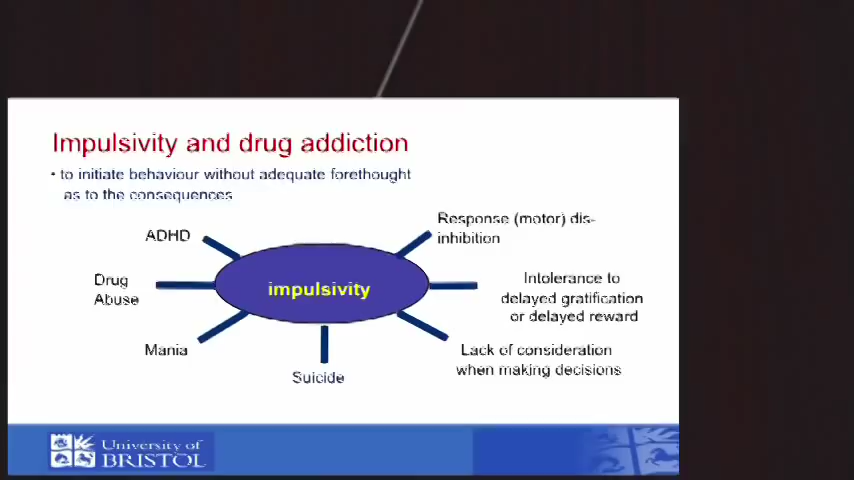 Impulsivity and drug addiction
• to initiate behaviour without adequate forethought
as to the consequences
ADHD
Drug
Abuse
Mania
Suicide
impulsivity
Response (motor) dis-
inhibition
Intolerance to
delayed gratification
or delayed reward
Lack of consideration
when making decisions
University of
BRISTOL